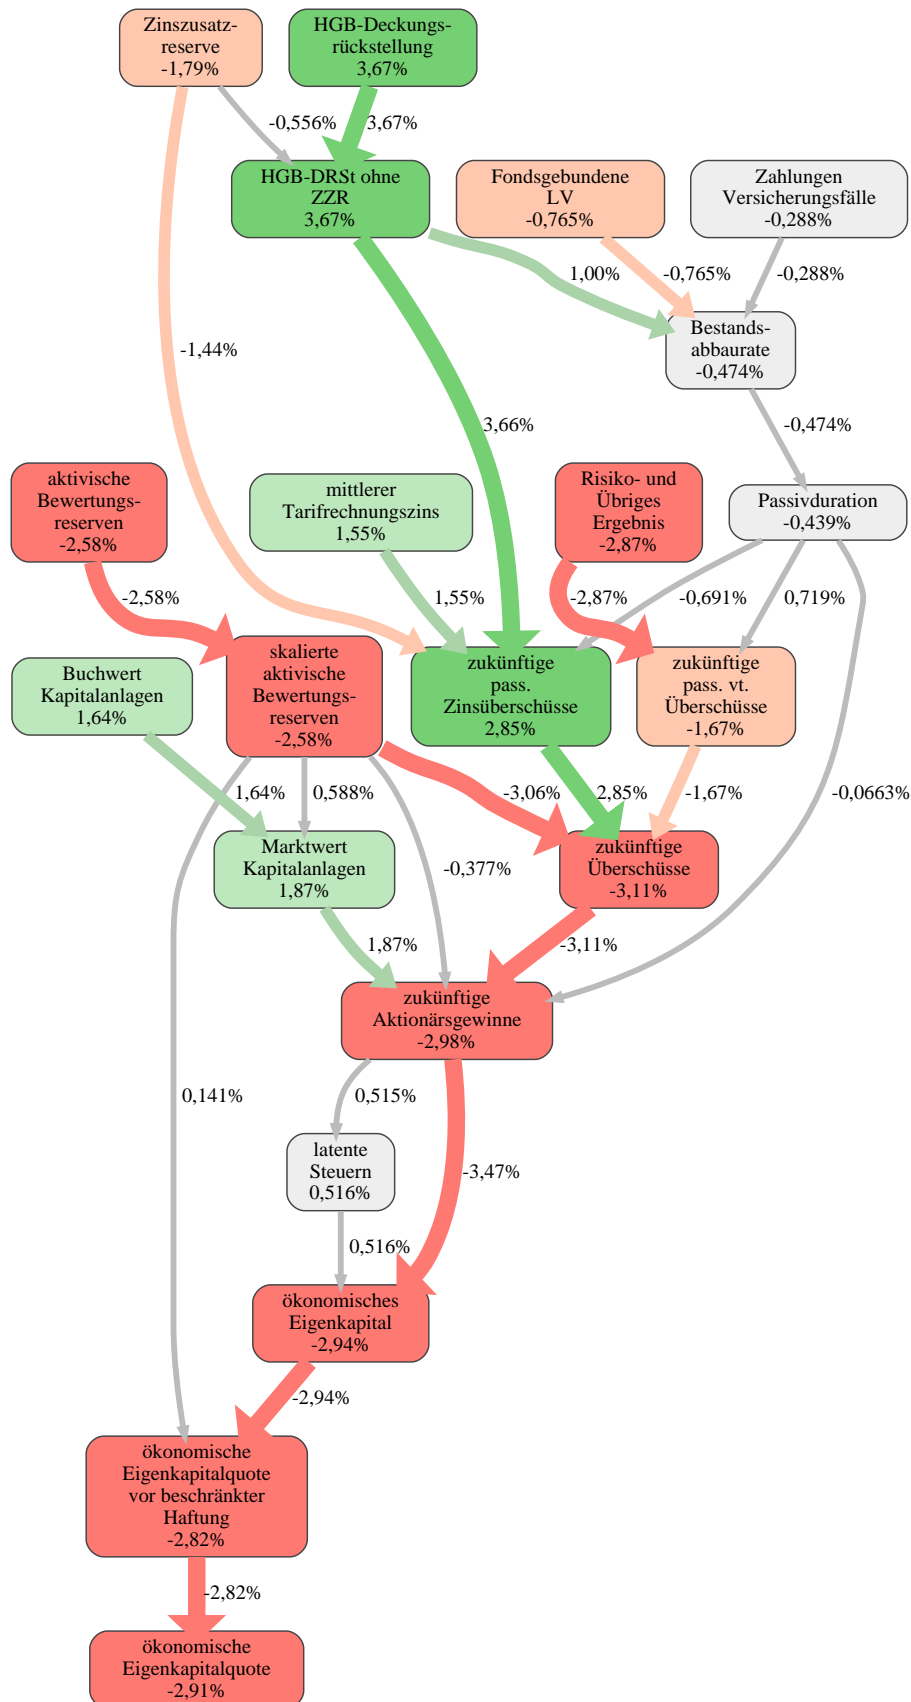 Zinszusatz-
reserve
-1,79%
HGB-Deckungs-
rückstellung
3,67%
-0,556%
3,67%
HGB-DRSt ohne
ZZR
3,67%
Fondsgebundene
LV
-0,765%
Zahlungen
Versicherungsfälle
-0,288%
1,00%
-0,765%
-0,288%
Bestands-
abbaurate
-0,474%
-1,44%
3,66%
-0,474%
aktivische
Bewertungs-
reserven
-2,58%
mittlerer
Tarifrechnungszins
1,55%
Risiko- und
Übriges
Ergebnis
-2,87%
Passivduration
-0,439%
-2,58%
1,55%
-2,87%
-0,691%
0,719%
Buchwert
Kapitalanlagen
1,64%
skalierte
aktivische
Bewertungs-
reserven
-2,58%
zukünftige
pass.
Zinsüberschüsse
2,85%
zukünftige
pass. vt.
Überschüsse
-1,67%
1,64%
0,588%
-3,06%
2,85%
-1,67%
-0,0663%
Marktwert
Kapitalanlagen
1,87%
-0,377%
zukünftige
Überschüsse
-3,11%
1,87%
-3,11%
zukünftige
Aktionärsgewinne
-2,98%
0,141%
0,515%
-3,47%
latente
Steuern
0,516%
0,516%
ökonomisches
Eigenkapital
-2,94%
-2,94%
ökonomische
Eigenkapitalquote
vor beschränkter
Haftung
-2,82%
-2,82%
ökonomische
Eigenkapitalquote
-2,91%